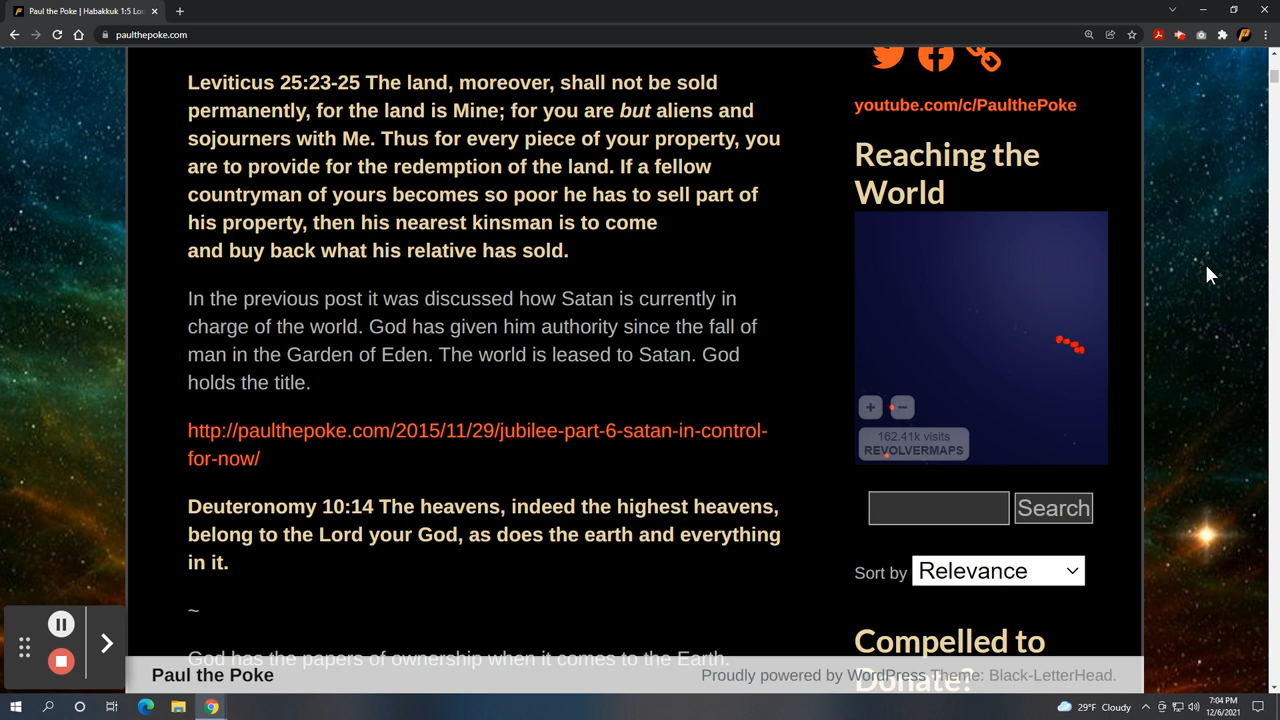 Paul the Poke | Habakkuk 1:5 Loo
paulthepoke.com
Leviticus 25:23-25 The land, moreover, shall not be sold
permanently, for the land is Mine; for you are but aliens and
sojourners with Me. Thus for every piece of your property, you
are to provide for the redemption of the land. If a fellow
countryman of yours becomes so poor he has to sell part of
his property, then his nearest kinsman is to come
and buy back what his relative has sold.
In the previous post it was discussed how Satan is currently in
charge of the world. God has given him authority since the fall of
man in the Garden of Eden. The world is leased to Satan. God
holds the title.
http://paulthepoke.com/2015/11/29/jubilee-part-6-satan-in-control-
for-now/
Deuteronomy 10:14 The heavens, indeed the highest heavens,
belong to the Lord your God, as does the earth and everything
in it.
~
God has the papers of ownership when it comes to the Earth.
youtube.com/c/PaulthePoke
Reaching the
World
162.41k visits
REVOLVERMAPS
Search
Sort by Relevance
Compelled to
Donate?
Paul the Poke
Proudly powered by WordPress Theme: Black-LetterHead.
29°F Cloudy
7:04 PM
12/6/2021